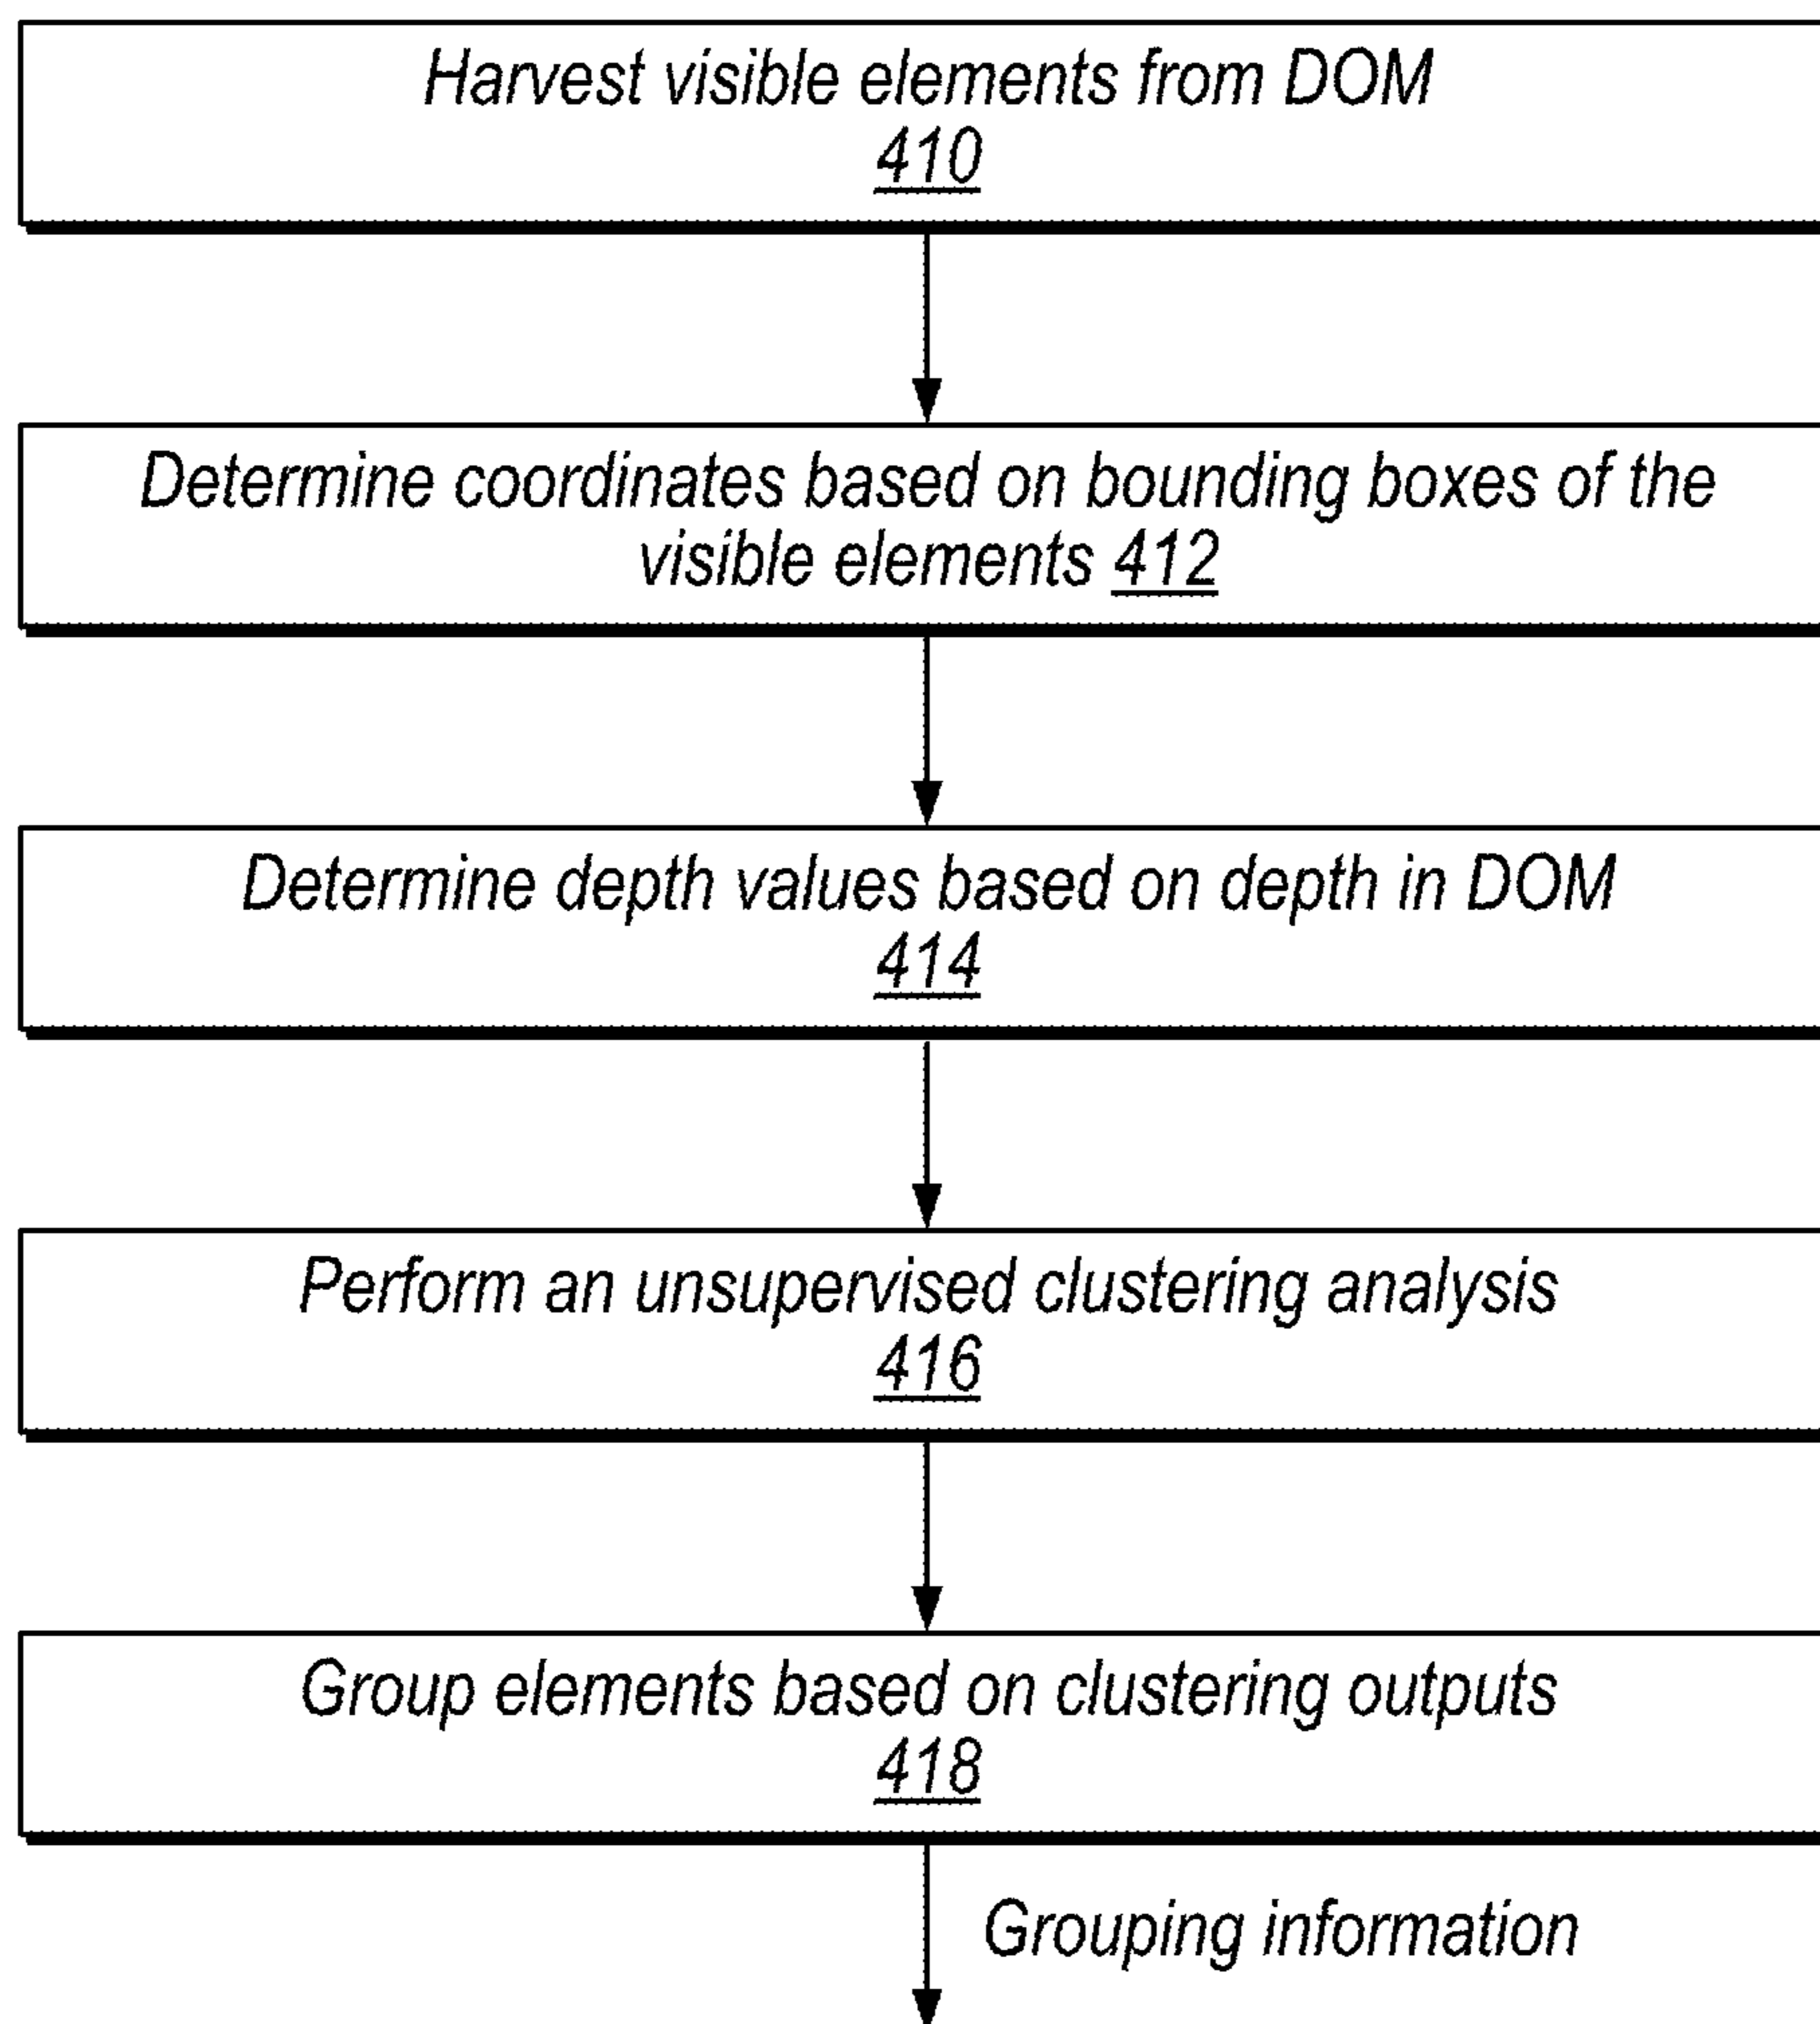 Harvest visible elements from DOM
410
Determine coordinates based on bounding boxes of the
visible elements 412
Determine depth values based on depth in DOM
414
Perform an unsupervised clustering analysis
416
Group elements based on clustering outputs
418
Grouping information